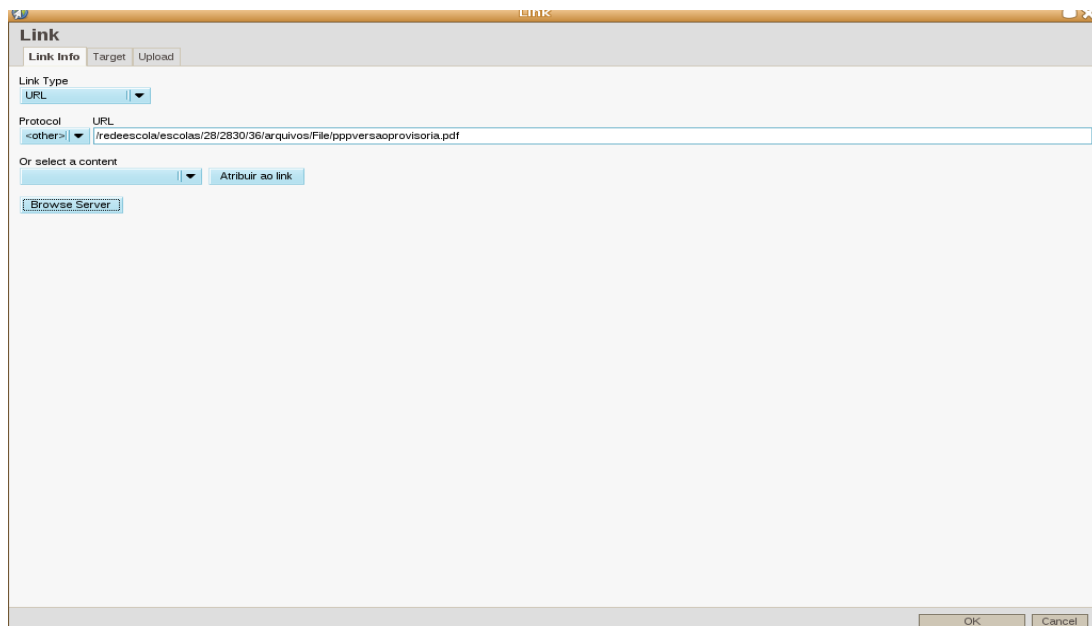 Link
Link
Link Info Target Upload
Link Type
URL
Protocol URL
<other> /redeescola/escolas/28/2830/36/arquivos/File/pppversaoprovisoria.pdf
Or select a content
Atribuir ao link
Browse Server
OK Cancel